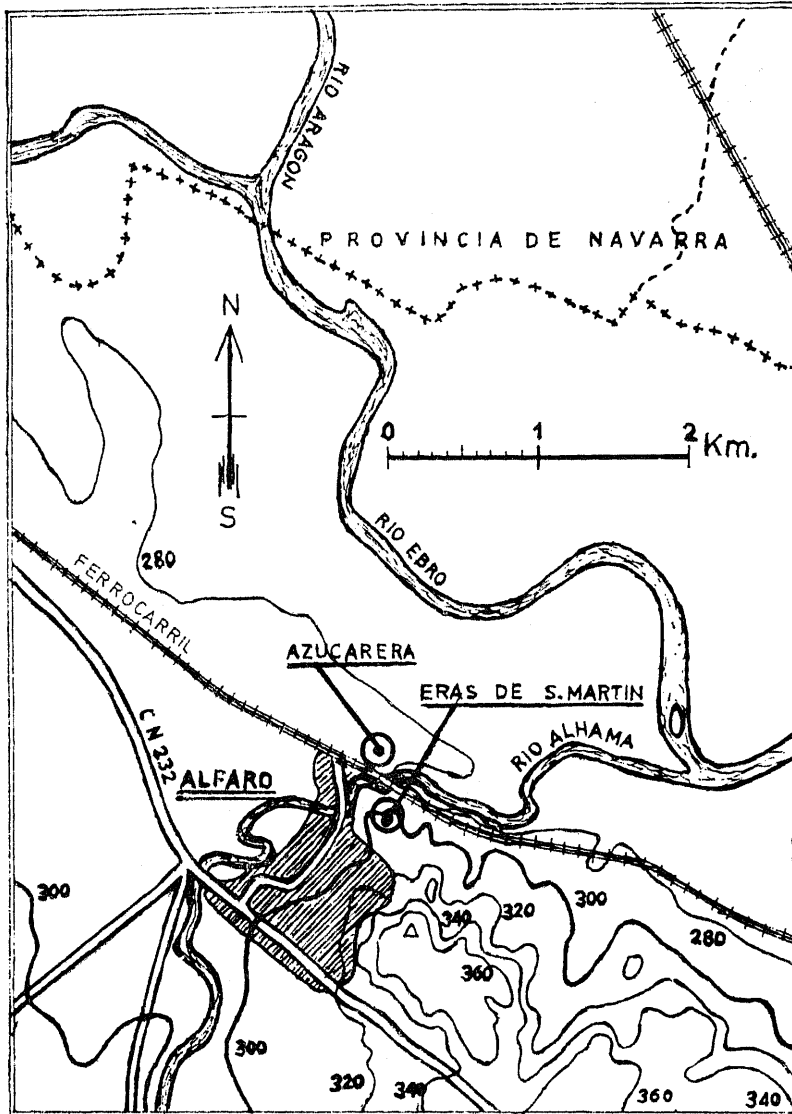 RIO ARAGON
PROVINCIA DE NAVARRA
N
S
0 1 2 Km.
RIO EBRO
280
FERROCARRIL
AZUCARERA
ERAS DE S. MARTIN
CN 232
RIO ALHAMA
ALFARO
300
340
320
300
280
360
300
320
340
360
340